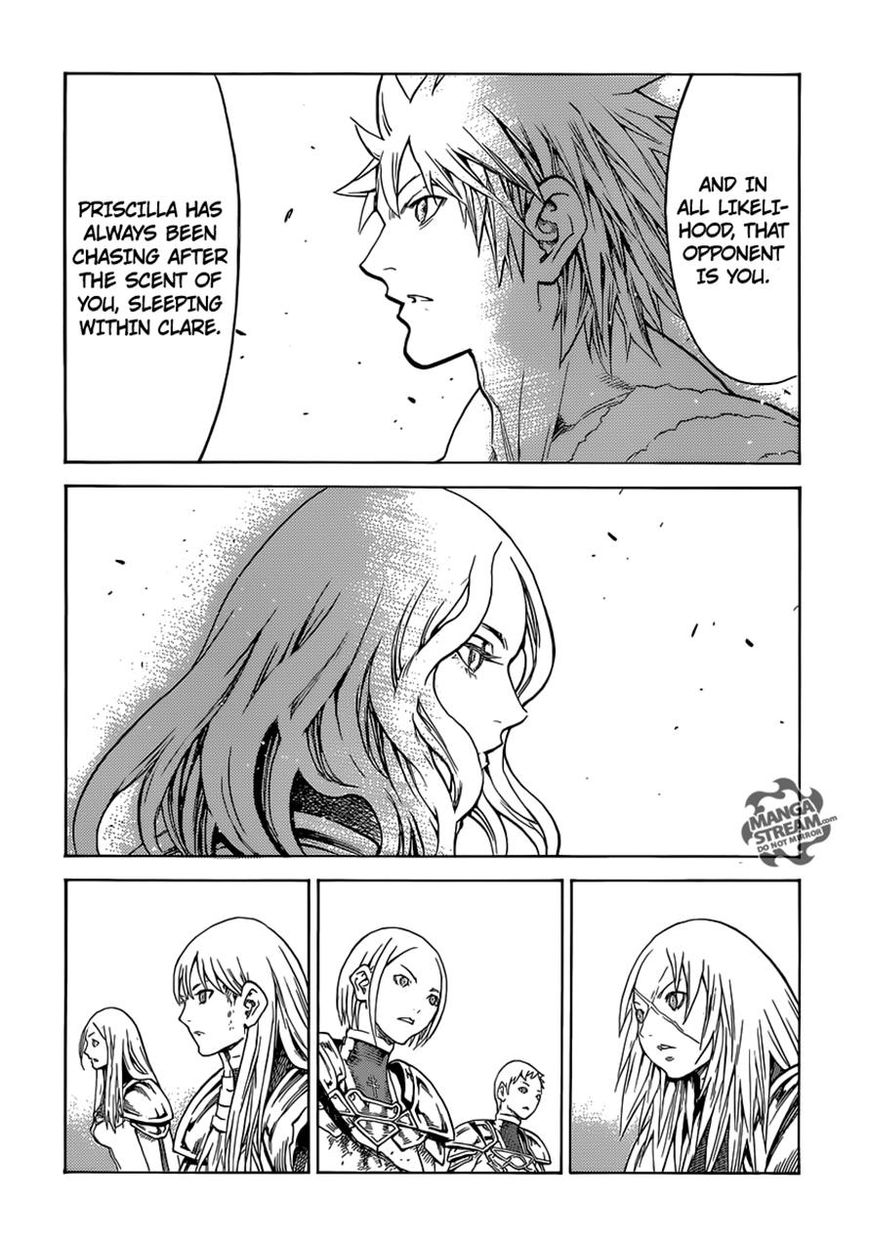 AND IN
ALL LIKELI-
HOOD, THAT
OPPONENT
IS YOU.
PRISCILLA HAS
ALWAYS BEEN
CHASING AFTER
THE SCENT OF
YOU, SLEEPING
WITHIN CLARE.
MANGA
STREAM.com
DO NOT MIRROR